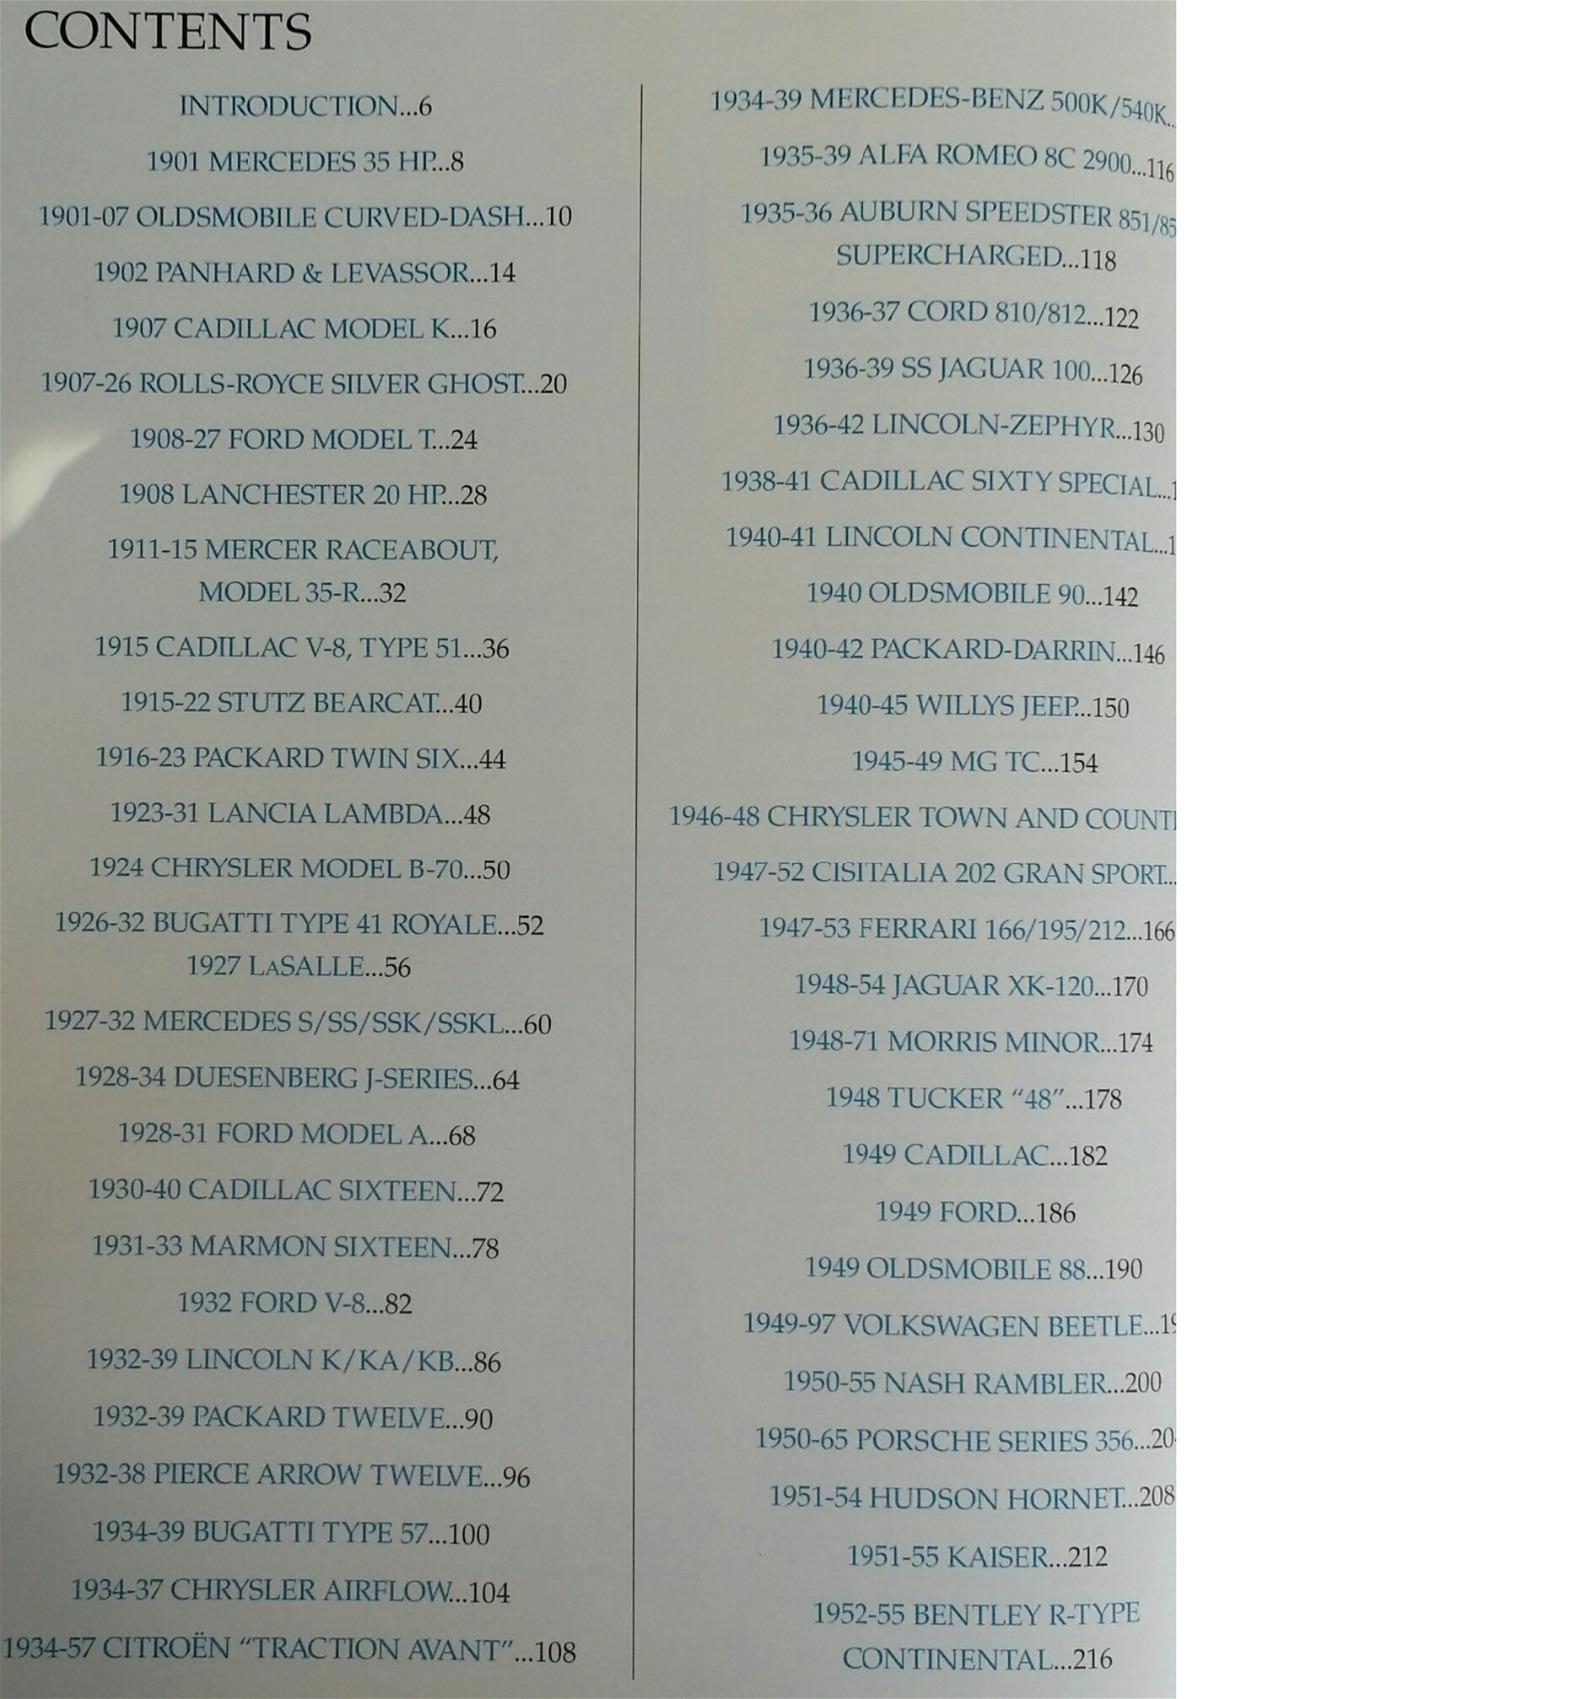 CONTENTS
INTRODUCTION...6
1901 MERCEDES 35 HP...8
1901-07 OLDSMOBILE CURVED-DASH...10
1902 PANHARD & LEVASSOR...14
1907 CADILLAC MODEL K...16
1907-26 ROLLS-ROYCE SILVER GHOST...20
1908-27 FORD MODEL T...24
1908 LANCHESTER 20 HP...28
1911-15 MERCER RACEABOUT,
MODEL 35-R...32
1915 CADILLAC V-8, TYPE 51...36
1915-22 STUTZ BEARCAT...40
1916-23 PACKARD TWIN SIX...44
1923-31 LANCIA LAMBDA...48
1924 CHRYSLER MODEL B-70...50
1926-32 BUGATTI TYPE 41 ROYALE...52
1927 LASALLE...56
1927-32 MERCEDES S/SS/SSK/SSKL...60
1928-34 DUESENBERG J-SERIES...64
1928-31 FORD MODEL A...68
1930-40 CADILLAC SIXTEEN...72
1931-33 MARMON SIXTEEN...78
1932 FORD V-8...82
1932-39 LINCOLN K/KA/KB...86
1932-39 PACKARD TWELVE...90
1932-38 PIERCE ARROW TWELVE...96
1934-39 BUGATTI TYPE 57...100
1934-37 CHRYSLER AIRFLOW...104
1934-57 CITROËN "TRACTION AVANT"...108
1934-39 MERCEDES-BENZ 500K/540K..
1935-39 ALFA ROMEO 8C 2900...116
1935-36 AUBURN SPEEDSTER 851/85
SUPERCHARGED...118
1936-37 CORD 810/812...122
1936-39 SS JAGUAR 100...126
1936-42 LINCOLN-ZEPHYR...130
1938-41 CADILLAC SIXTY SPECIAL...1
1940-41 LINCOLN CONTINENTAL...1
1940 OLDSMOBILE 90...142
1940-42 PACKARD-DARRIN...146
1940-45 WILLYS JEEP...150
1945-49 MG TC...154
1946-48 CHRYSLER TOWN AND COUNT
1947-52 CISITALIA 202 GRAN SPORT...
1947-53 FERRARI 166/195/212...166
1948-54 JAGUAR XK-120...170
1948-71 MORRIS MINOR...174
1948 TUCKER "48"...178
1949 CADILLAC...182
1949 FORD...186
1949 OLDSMOBILE 88...190
1949-97 VOLKSWAGEN BEETLE...19
1950-55 NASH RAMBLER...200
1950-65 PORSCHE SERIES 356...20
1951-54 HUDSON HORNET...208
1951-55 KAISER...212
1952-55 BENTLEY R-TYPE
CONTINENTAL...216